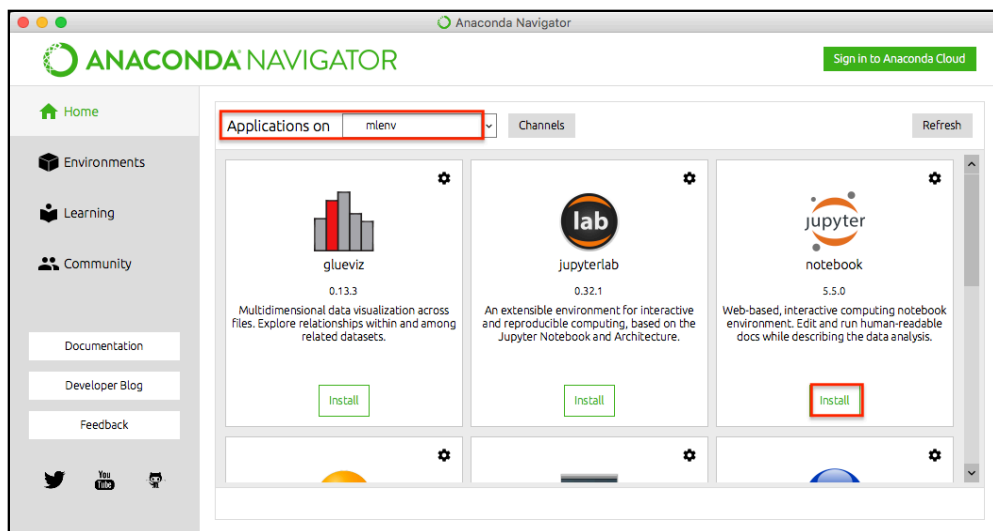 Anaconda Navigator
ANACONDA NAVIGATOR
Sign in to Anaconda Cloud
Home
Environments
Learning
Community
Documentation
Developer Blog
Feedback
You
Tube
Applications on mlenv
Channels
Refresh
glueviz
0.13.3
Multidimensional data visualization across
files. Explore relationships within and among
related datasets.
Install
lab
jupyterlab
0.32.1
An extensible environment for interactive
and reproducible computing, based on the
Jupyter Notebook and Architecture.
Install
jupyter
notebook
5.5.0
Web-based, interactive computing notebook
environment. Edit and run human-readable
docs while describing the data analysis.
Install